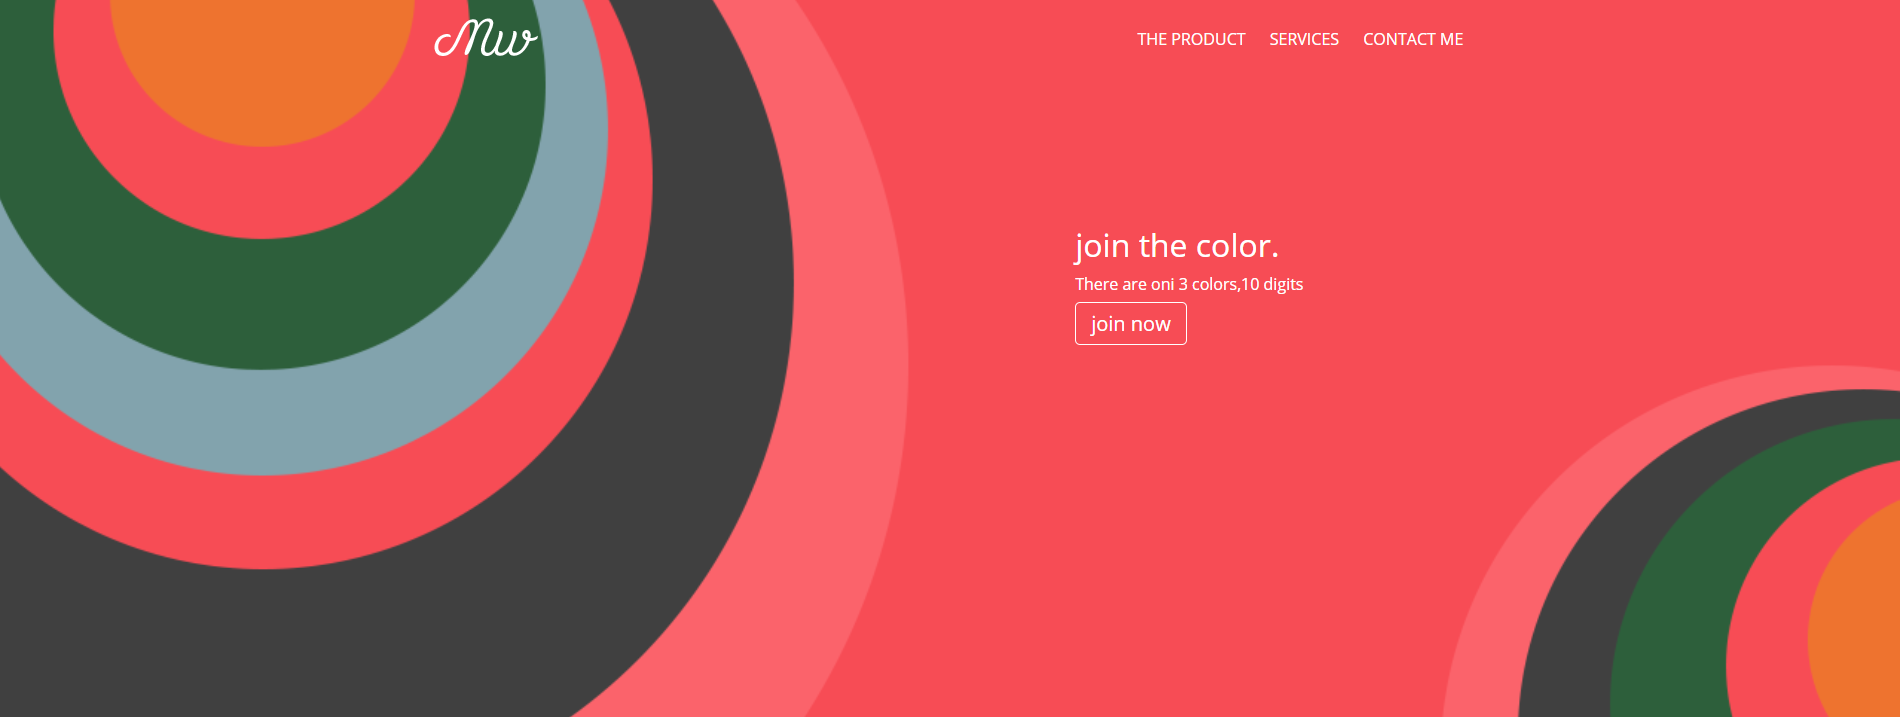 Mw
THE PRODUCT SERVICES CONTACT ME
join the color.
There are oni 3 colors,10 digits
join now